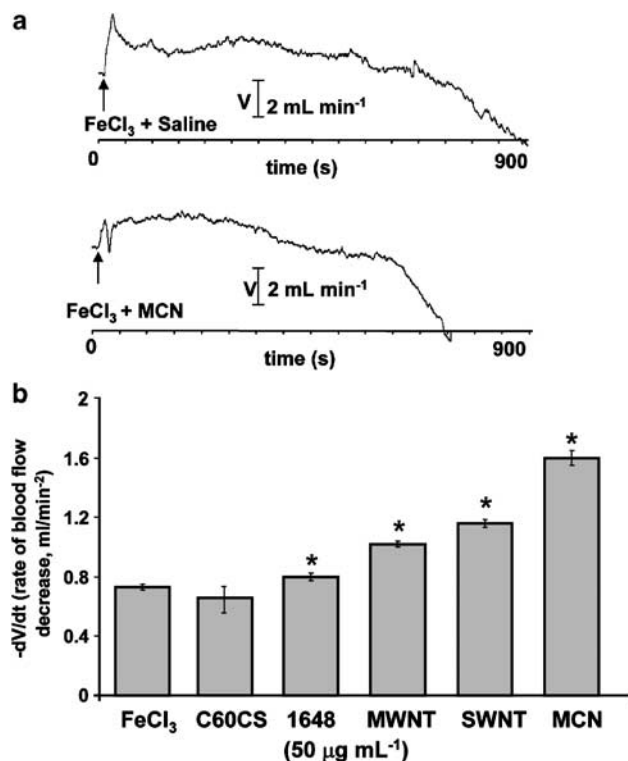 a
V 2 mL min⁻¹
FeCl₃ + Saline
0 900
time (s)
V 2 mL min⁻¹
FeCl₃ + MCN
0 900
time (s)
b
-dV/dt (rate of blood flow
decrease, ml/min⁻²)
2
1.6
1.2
0.8
0.4
0
* * * *
FeCl₃ C60CS 1648 MWNT SWNT MCN
(50 µg mL⁻¹)